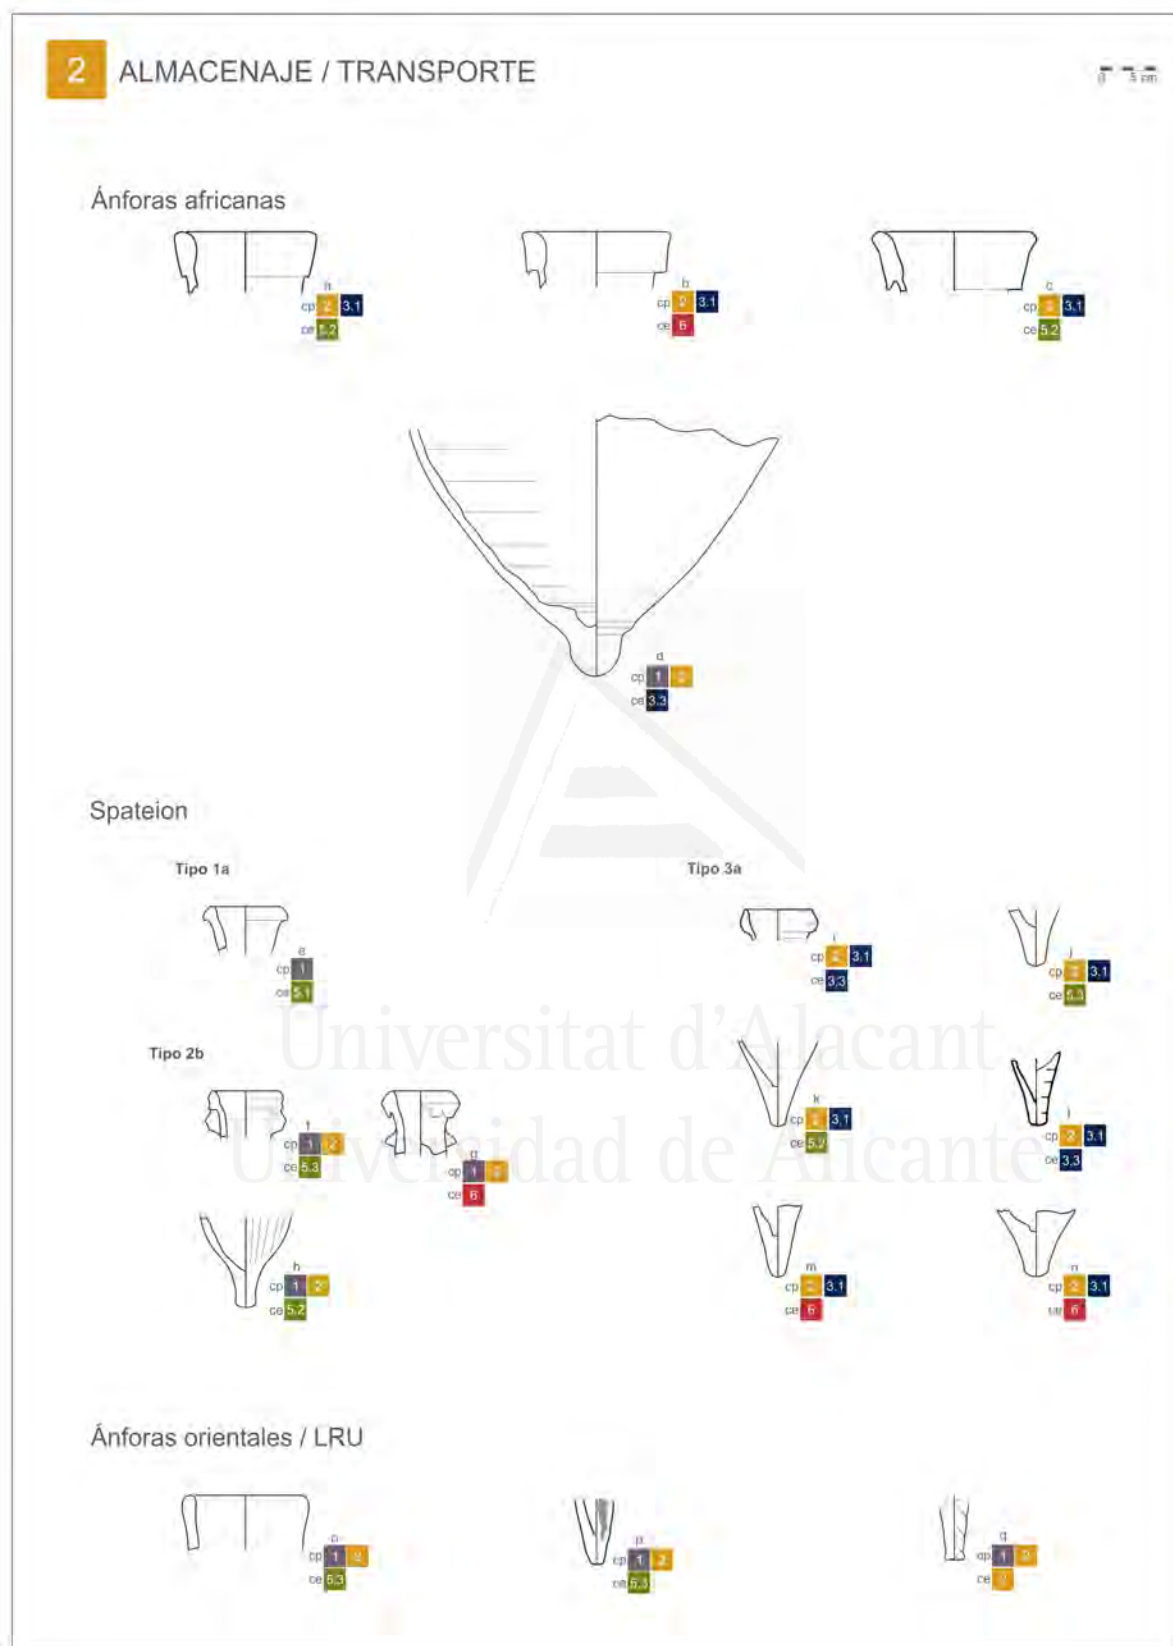 2 ALMACENAJE / TRANSPORTE
0 5 cm
Ánforas africanas
cp 2 3.1
ce 5.2
b
cp 2 3.1
ce 6
c
cp 2 3.1
ce 5.2
d
cp 1 2
ce 3.3
Spateion
Tipo 1a
Tipo 3a
e
cp 1
ce 5.1
i
cp 2 3.1
ce 3.3
j
cp 2 3.1
ce 5.3
Universitat d'Alacant
Universidad de Alicante
Tipo 2b
f
cp 1 2
ce 5.3
g
cp 1 2
ce 6
k
cp 2 3.1
ce 5.2
l
cp 2 3.1
ce 3.3
h
cp 1 2
ce 5.2
m
cp 2 3.1
ce 6
n
cp 2 3.1
ce 6
Ánforas orientales / LRU
o
cp 1 2
ce 5.3
p
cp 1 2
ce 5.3
q
cp 1 2
ce 2